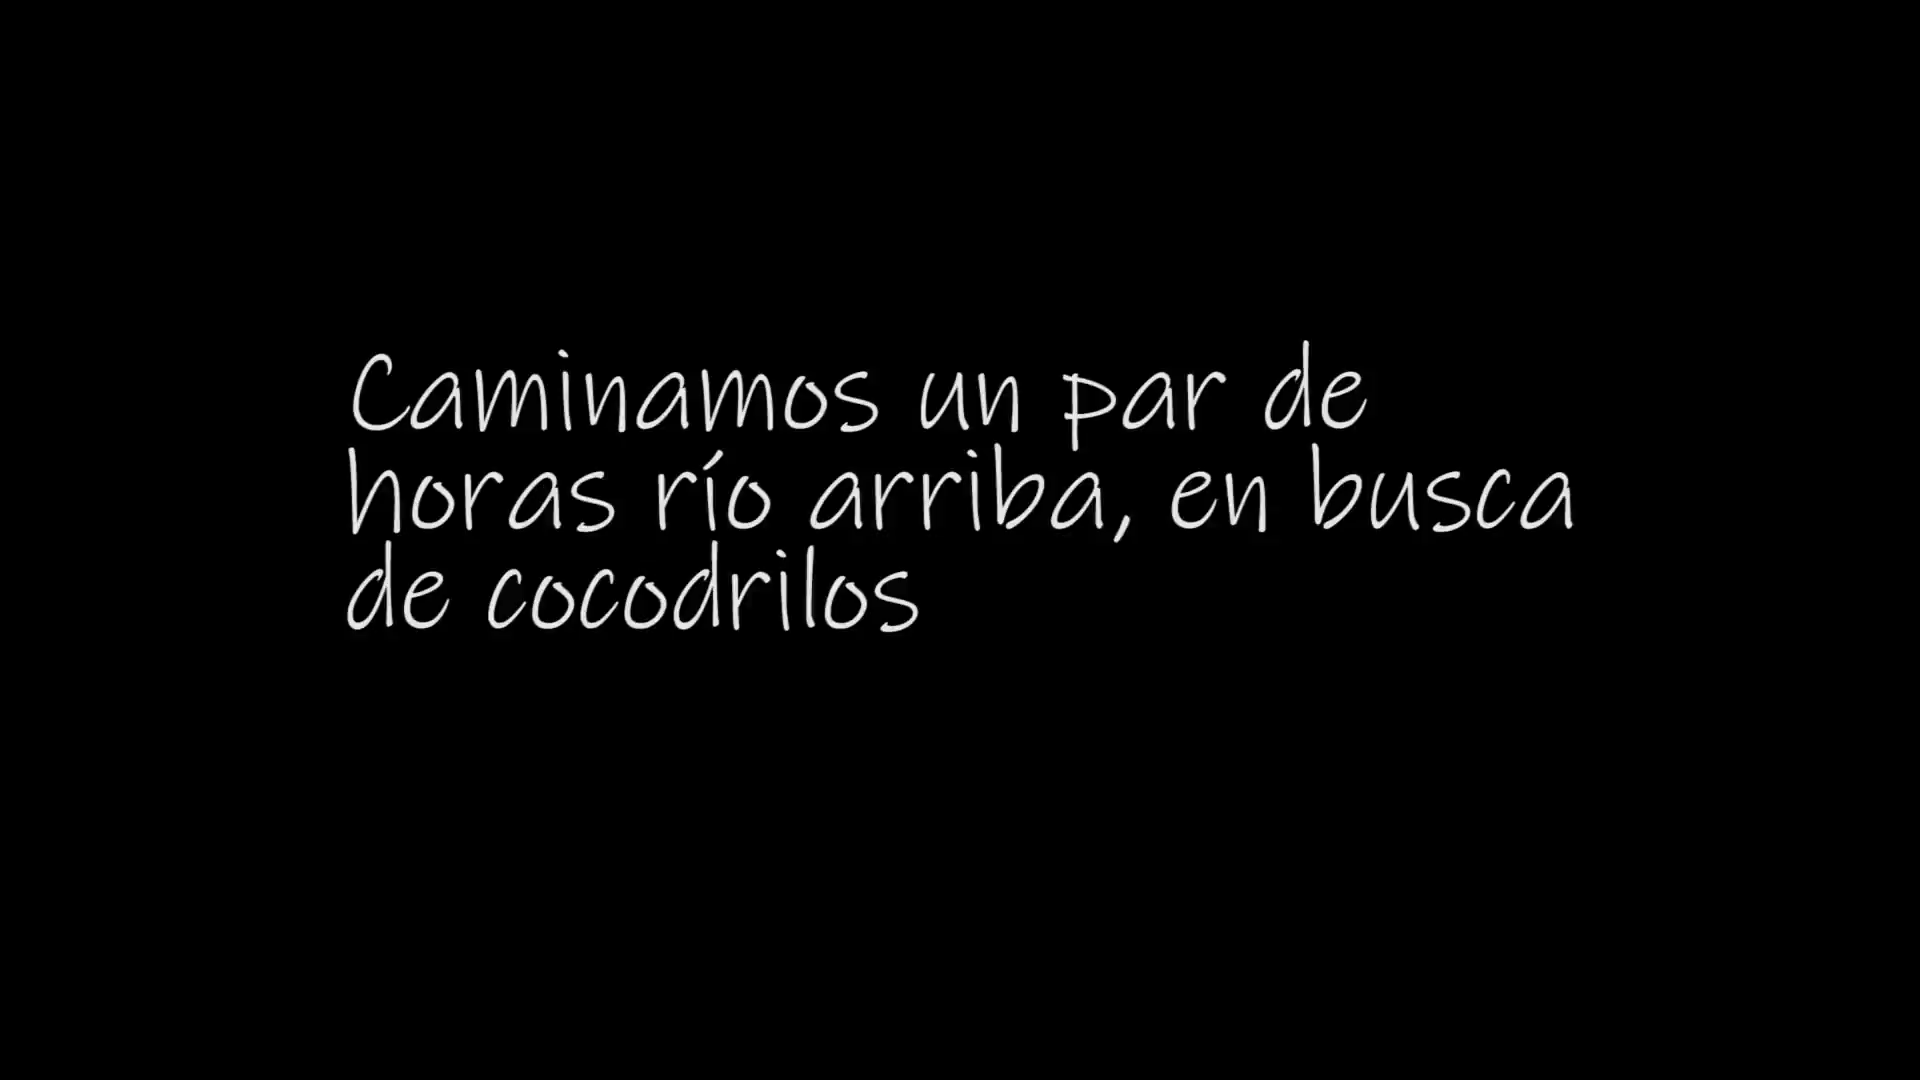 Caminamos un par de
horas río arriba, en busca
de cocodrilos